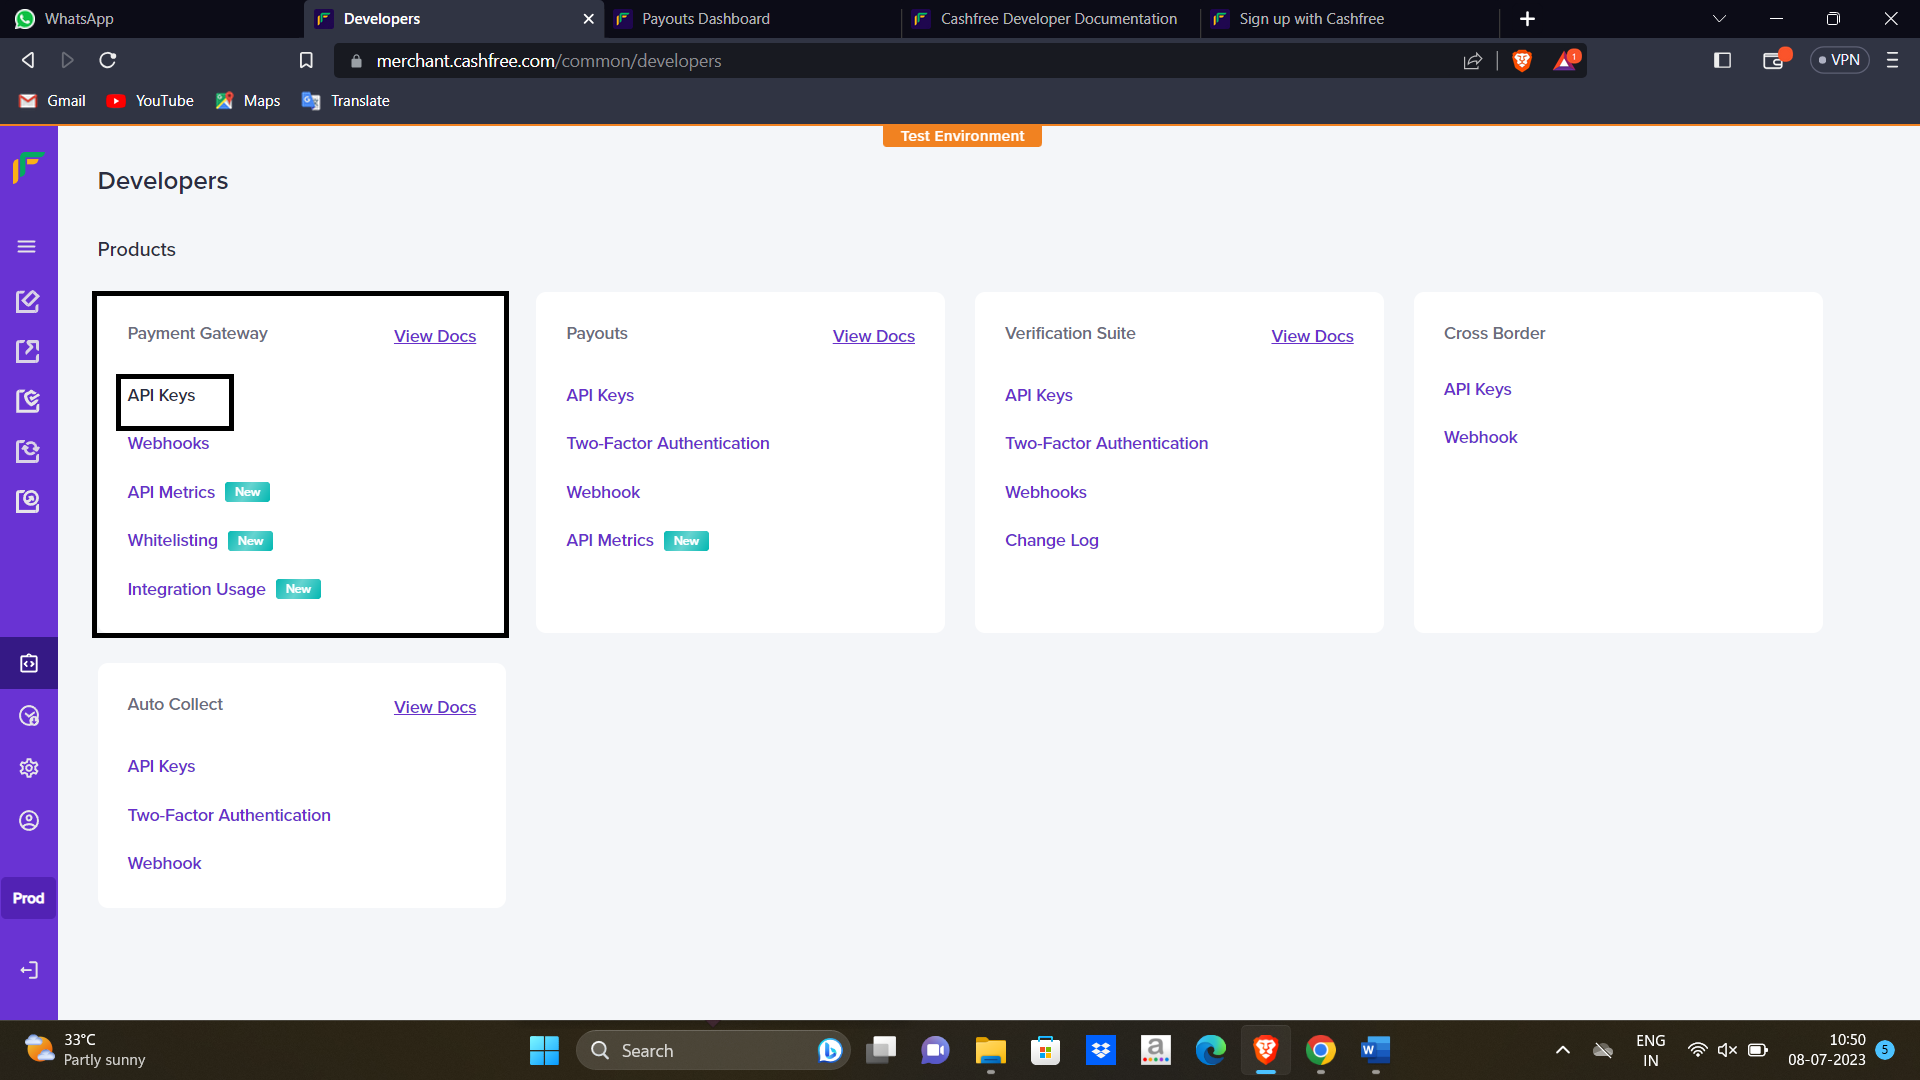 WhatsApp
Developers
Payouts Dashboard
Cashfree Developer Documentation
Sign up with Cashfree
merchant.cashfree.com/common/developers
1
VPN
Gmail
YouTube
Maps
Translate
Test Environment
Developers
Products
Payment Gateway
View Docs
API Keys
Webhooks
API Metrics New
Whitelisting New
Integration Usage New
Payouts
View Docs
API Keys
Two-Factor Authentication
Webhook
API Metrics New
Verification Suite
View Docs
API Keys
Two-Factor Authentication
Webhooks
Change Log
Cross Border
API Keys
Webhook
Auto Collect
View Docs
API Keys
Two-Factor Authentication
Webhook
Prod
33°C
Partly sunny
Search
a
W
ENG
IN
10:50
08-07-2023
5